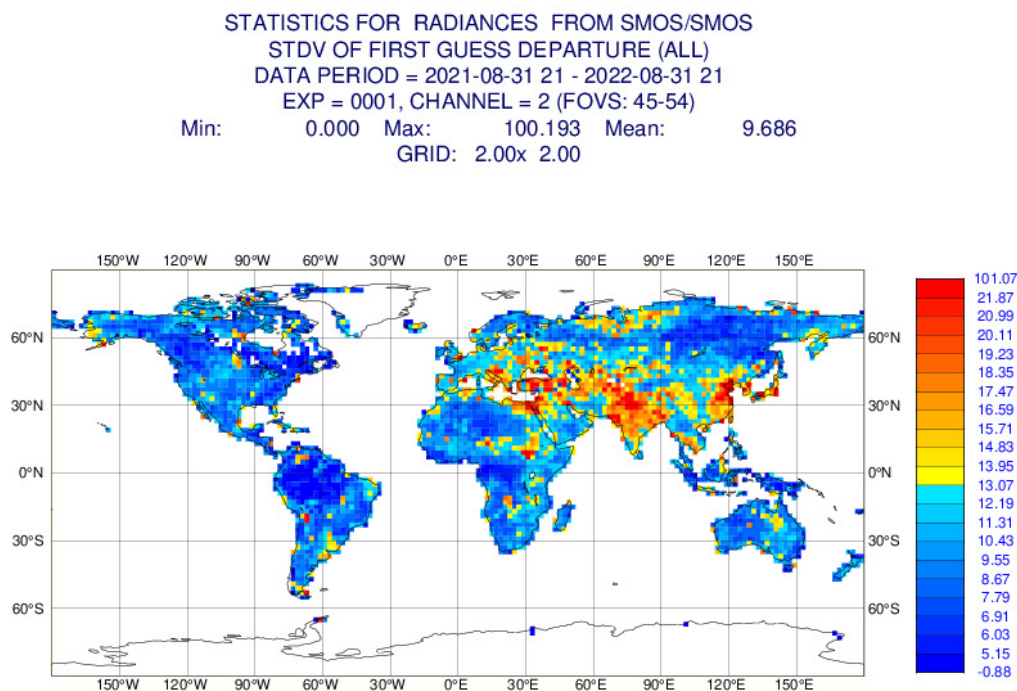 STATISTICS FOR RADIANCES FROM SMOS/SMOS
STDV OF FIRST GUESS DEPARTURE (ALL)
DATA PERIOD = 2021-08-31 21 - 2022-08-31 21
EXP = 0001, CHANNEL = 2 (FOVS: 45-54)
Min: 0.000 Max: 100.193 Mean: 9.686
GRID: 2.00x 2.00
150°W 120°W 90°W 60°W 30°W 0°E 30°E 60°E 90°E 120°E 150°E
60°N 60°N
30°N 30°N
0°N 0°N
30°S 30°S
60°S 60°S
150°W 120°W 90°W 60°W 30°W 0°E 30°E 60°E 90°E 120°E 150°E
101.07
21.87
20.99
20.11
19.23
18.35
17.47
16.59
15.71
14.83
13.95
13.07
12.19
11.31
10.43
9.55
8.67
7.79
6.91
6.03
5.15
-0.88